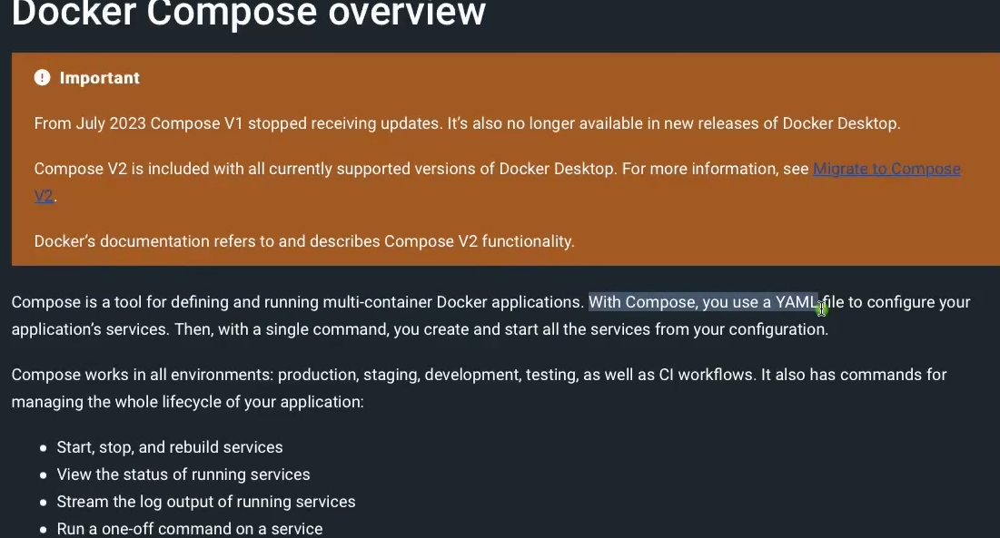 Docker Compose overview
Important
From July 2023 Compose V1 stopped receiving updates. It’s also no longer available in new releases of Docker Desktop.
Compose V2 is included with all currently supported versions of Docker Desktop. For more information, see Migrate to Compose
V2.
Docker’s documentation refers to and describes Compose V2 functionality.
Compose is a tool for defining and running multi-container Docker applications. With Compose, you use a YAML file to configure your
application’s services. Then, with a single command, you create and start all the services from your configuration.
Compose works in all environments: production, staging, development, testing, as well as CI workflows. It also has commands for
managing the whole lifecycle of your application:
• Start, stop, and rebuild services
• View the status of running services
• Stream the log output of running services
• Run a one-off command on a service